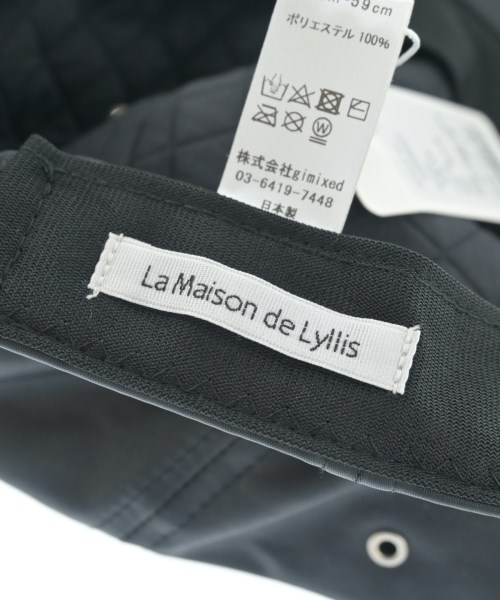 -59cm
ポリエステル 100%
W
株式会社gimixed
03-6419-7448
日本製
La Maison de Lyllis